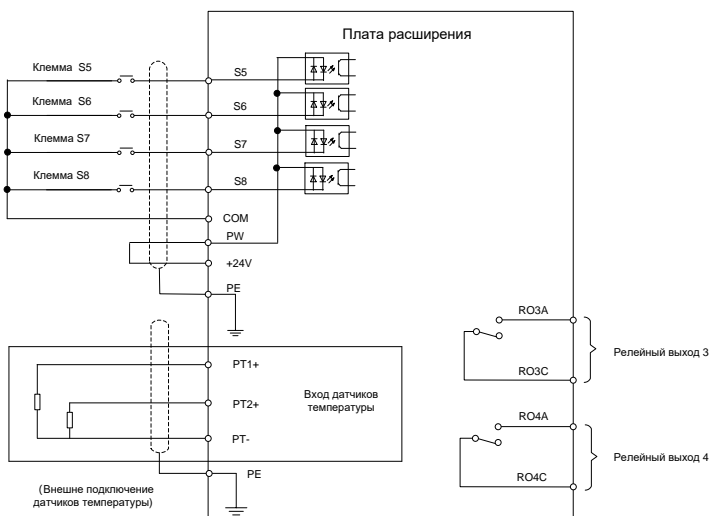 Плата расширения
Клемма S5
S5
Клемма S6
S6
Клемма S7
S7
Клемма S8
S8
COM
PW
+24V
PE
PT1+
PT2+
PT-
Вход датчиков
температуры
PE
(Внешне подключение
датчиков температуры)
RO3A
RO3C
Релейный выход 3
RO4A
RO4C
Релейный выход 4